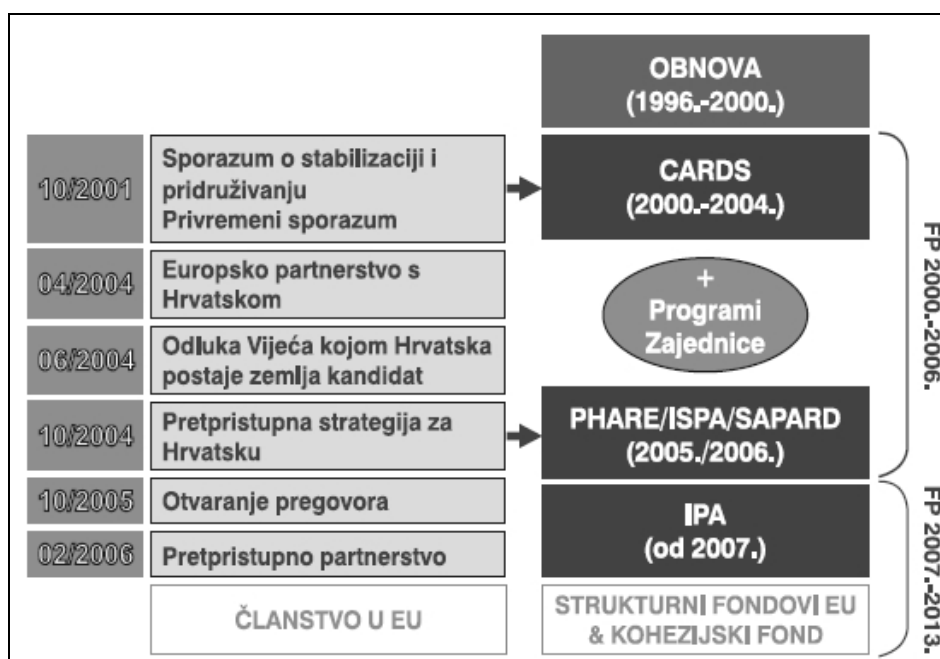 OBNOVA
(1996.-2000.)
10/2001
Sporazum o stabilizaciji i
pridruživanju
Privremeni sporazum
CARDS
(2000.-2004.)
04/2004
Europsko partnerstvo s
Hrvatskom
+
Programi
Zajednice
06/2004
Odluka Vijeća kojom Hrvatska
postaje zemlja kandidat
10/2004
Pretpristupna strategija za
Hrvatsku
PHARE/ISPA/SAPARD
(2005./2006.)
10/2005
Otvaranje pregovora
IPA
(od 2007.)
02/2006
Pretpristupno partnerstvo
ČLANSTVO U EU
STRUKTURNI FONDOVI EU
& KOHEZIJSKI FOND
FP 2000.-2006.
FP 2007.-2013.